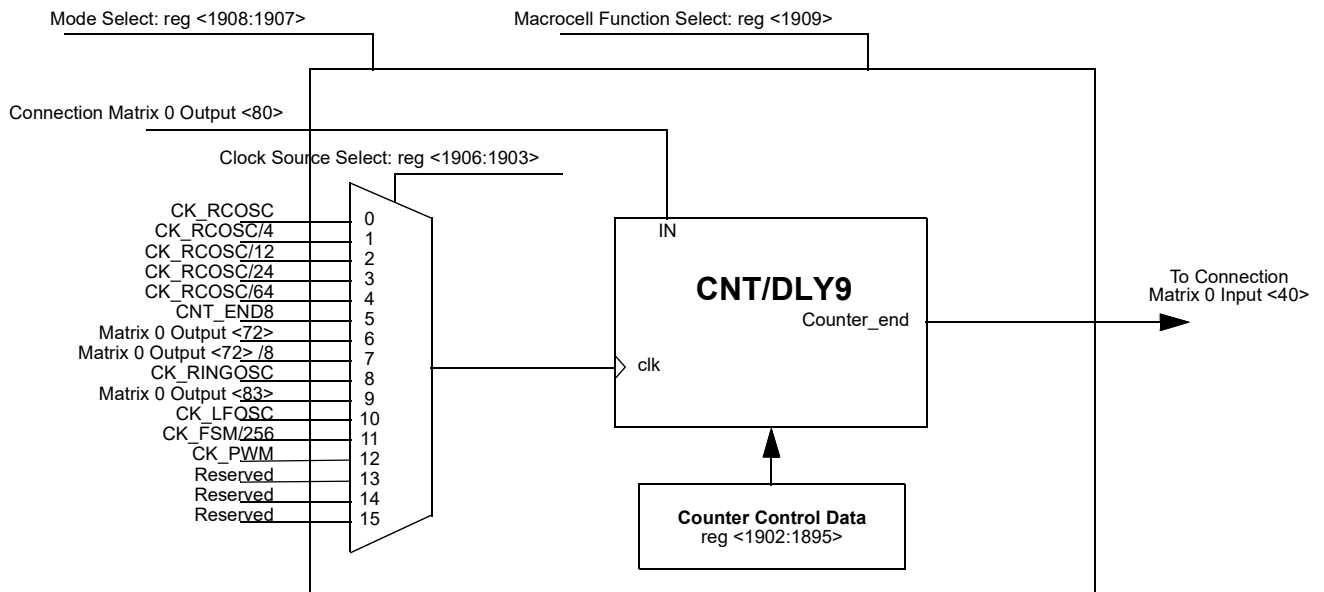 Mode Select: reg <1908:1907>
Macrocell Function Select: reg <1909>
Connection Matrix 0 Output <80>
Clock Source Select: reg <1906:1903>
CK_RCOSC
0
CK_RCOSC/4
1
CK_RCOSC/12
2
CK_RCOSC/24
3
CK_RCOSC/64
4
CNT_END8
5
Matrix 0 Output <72>
6
Matrix 0 Output <72> /8
7
CK_RINGOSC
8
Matrix 0 Output <83>
9
CK_LFOSC
10
CK_FSM/256
11
CK_PWM
12
Reserved
13
Reserved
14
Reserved
15
IN
CNT/DLY9
Counter_end
clk
To Connection
Matrix 0 Input <40>
Counter Control Data
reg <1902:1895>